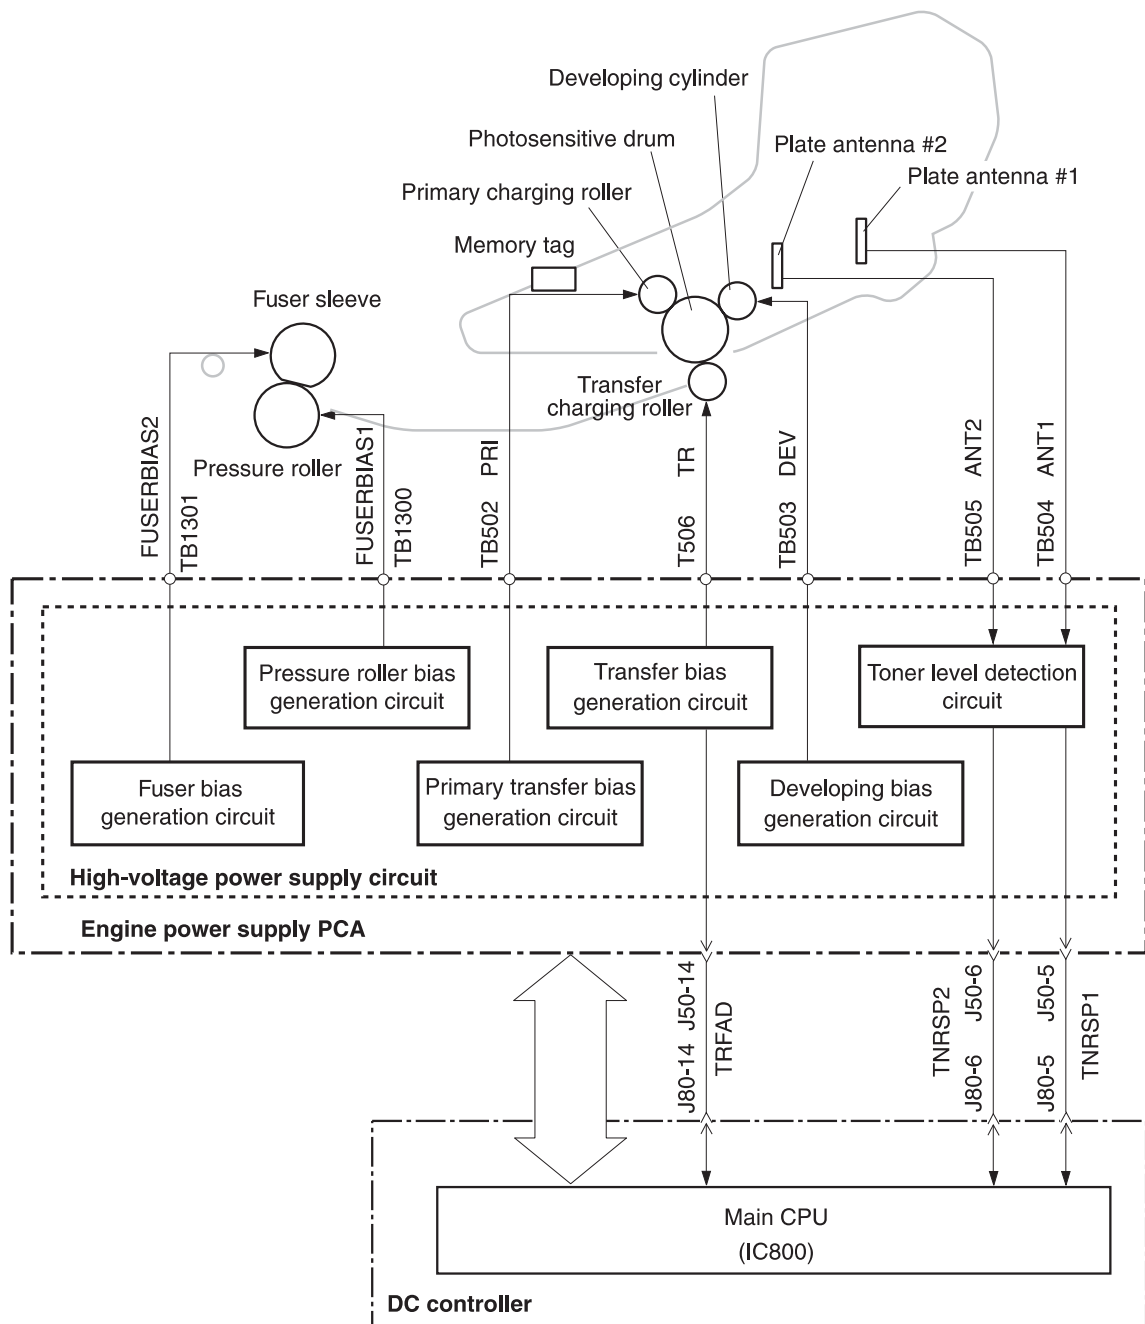 Developing cylinder
Photosensitive drum
Plate antenna #2
Plate antenna #1
Primary charging roller
Memory tag
Fuser sleeve
Transfer
charging roller
Pressure roller
FUSERBIAS2
TB1301
FUSERBIAS1
TB1300
TB502 PRI
T506 TR
TB503 DEV
TB505 ANT2
TB504 ANT1
Pressure roller bias
generation circuit
Transfer bias
generation circuit
Toner level detection
circuit
Fuser bias
generation circuit
Primary transfer bias
generation circuit
Developing bias
generation circuit
High-voltage power supply circuit
Engine power supply PCA
J80-14 J50-14
TRFAD
TNRSP2
J80-6 J50-6
J80-5 J50-5
TNRSP1
Main CPU
(IC800)
DC controller